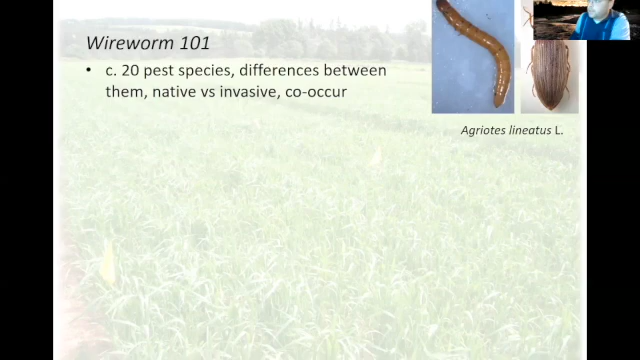 Wireworm 101
• c. 20 pest species, differences between
them, native vs invasive, co-occur
Agriotes lineatus L.